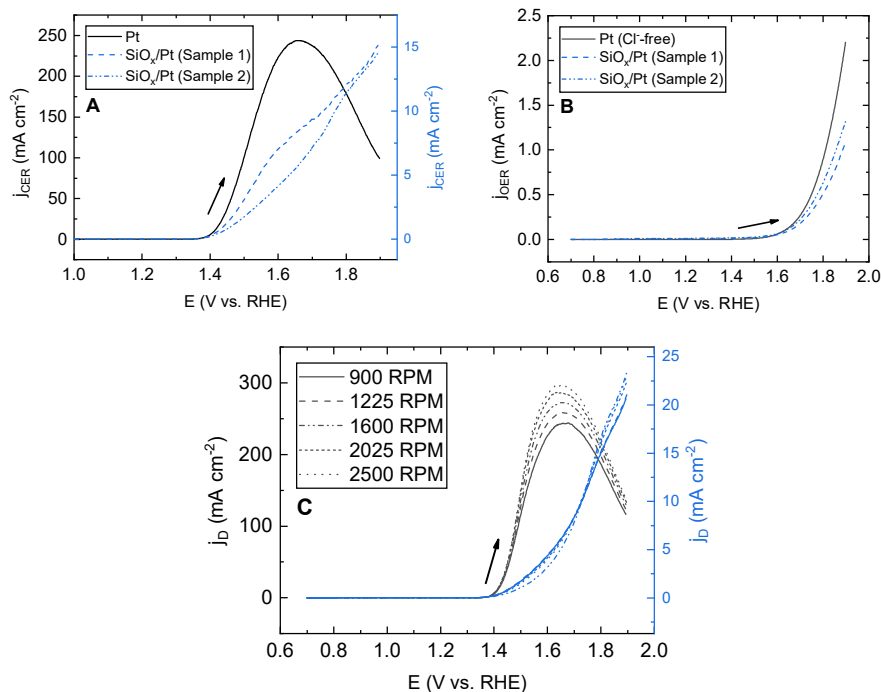 Pt
SiOx/Pt (Sample 1)
SiOx/Pt (Sample 2)
A
250
200
150
100
50
0
jCER (mA cm-2)
15
10
5
0
jCER (mA cm-2)
1.0 1.2 1.4 1.6 1.8
E (V vs. RHE)
Pt (Cl--free)
SiOx/Pt (Sample 1)
SiOx/Pt (Sample 2)
B
2.5
2.0
1.5
1.0
0.5
0.0
jOER (mA cm-2)
0.6 0.8 1.0 1.2 1.4 1.6 1.8 2.0
E (V vs. RHE)
900 RPM
1225 RPM
1600 RPM
2025 RPM
2500 RPM
C
300
200
100
0
jD (mA cm-2)
25
20
15
10
5
0
jD (mA cm-2)
0.6 0.8 1.0 1.2 1.4 1.6 1.8 2.0
E (V vs. RHE)